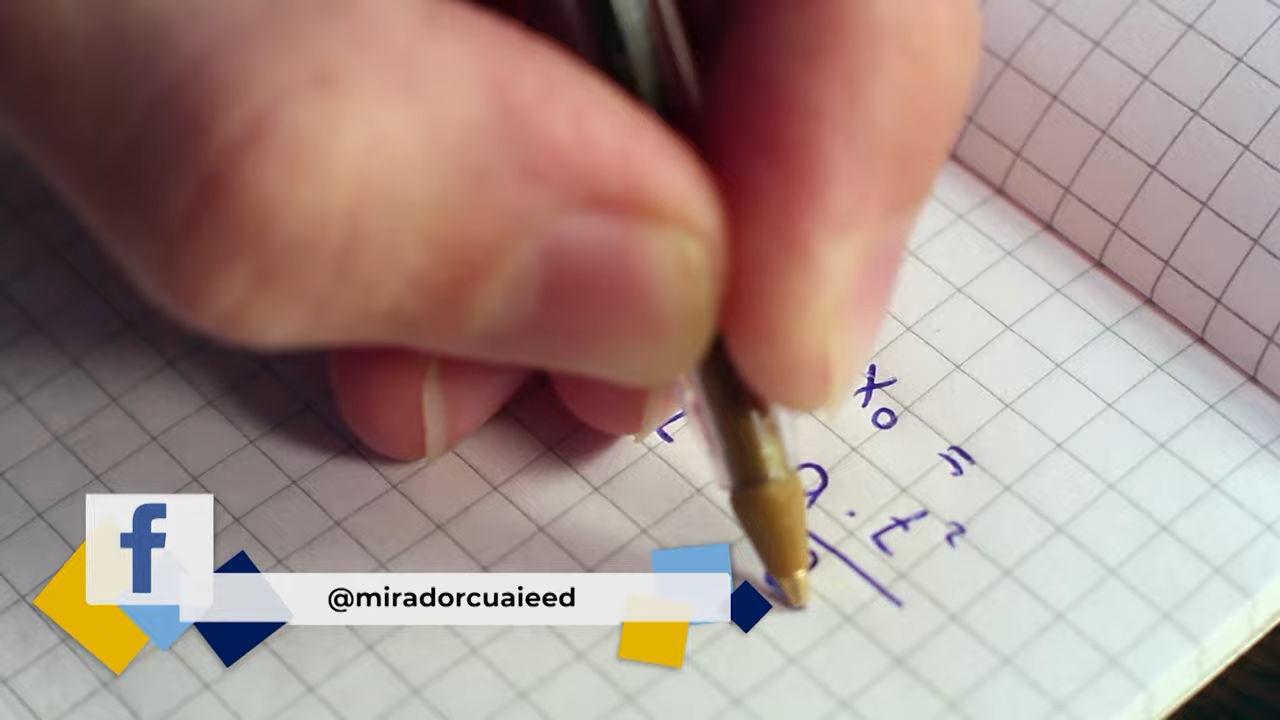 x₀ =
a . t²
f
@miradorcuaieed